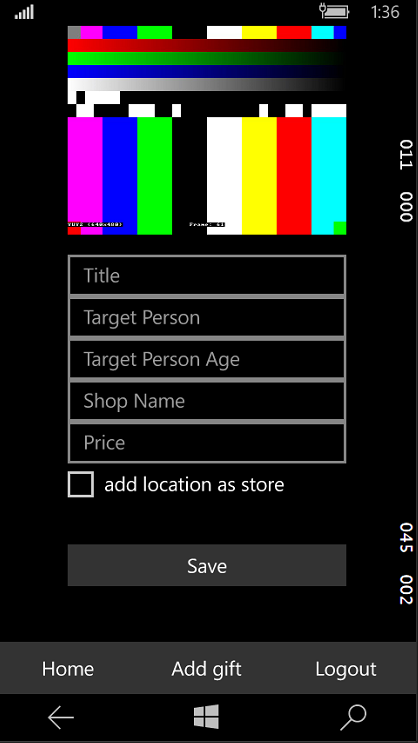 1:36
011 000
YUY2 (640x480) Frame: 61
Title
Target Person
Target Person Age
Shop Name
Price
add location as store
045 002
Save
Home Add gift Logout